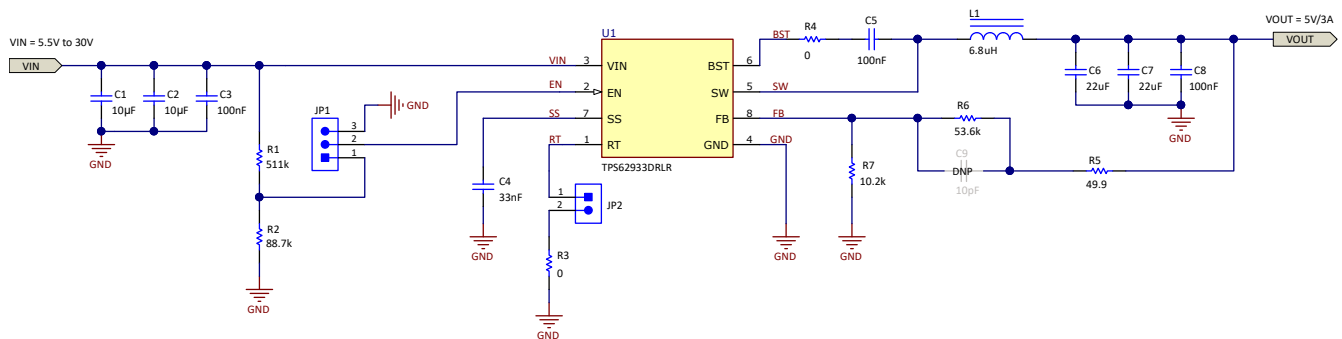 VIN = 5.5V to 30V
VIN
C1
10µF
C2
10µF
C3
100nF
GND
R1
511k
R2
88.7k
GND
JP1
3
2
1
GND
VIN
EN
SS
RT
3
2
7
1
C4
33nF
GND
U1
VIN
EN
SS
RT
BST
SW
FB
GND
TPS62933DRLR
1
2
JP2
R3
0
GND
6
5
8
4
BST
SW
FB
GND
R4
0
C5
100nF
GND
R7
10.2k
GND
L1
6.8uH
R6
53.6k
C9
DNP
10pF
R5
49.9
C6
22uF
C7
22uF
C8
100nF
GND
VOUT = 5V/3A
VOUT